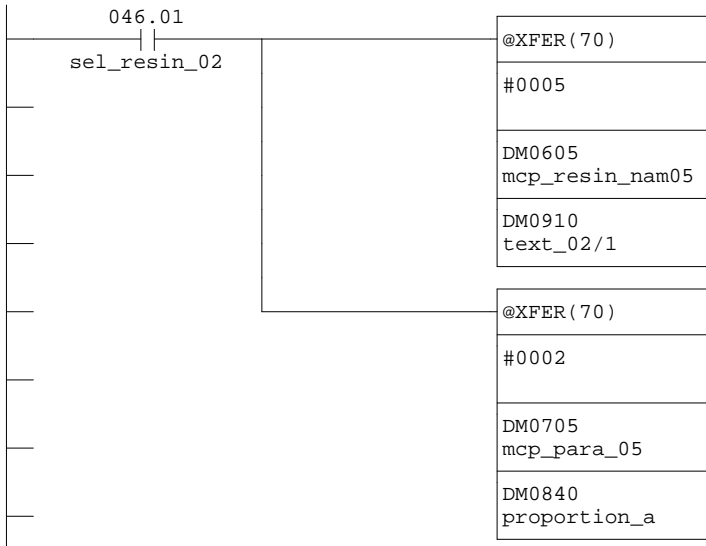 046.01
sel_resin_02
@XFER(70)
#0005
DM0605
mcp_resin_nam05
DM0910
text_02/1
@XFER(70)
#0002
DM0705
mcp_para_05
DM0840
proportion_a